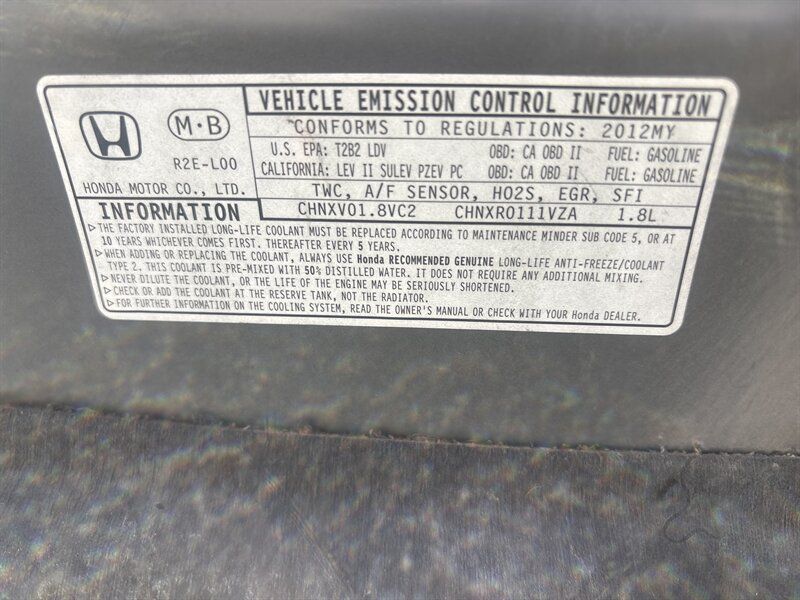 M·B
R2E-L00
HONDA MOTOR CO., LTD.
VEHICLE EMISSION CONTROL INFORMATION
CONFORMS TO REGULATIONS: 2012MY
U.S. EPA: T2B2 LDV OBD: CA OBD II FUEL: GASOLINE
CALIFORNIA: LEV II SULEV PZEV PC OBD: CA OBD II FUEL: GASOLINE
TWC, A/F SENSOR, HO2S, EGR, SFI
CHNXV01.8VC2 CHNXR0111VZA 1.8L
INFORMATION
▷THE FACTORY INSTALLED LONG-LIFE COOLANT MUST BE REPLACED ACCORDING TO MAINTENANCE MINDER SUB CODE 5, OR AT
10 YEARS WHICHEVER COMES FIRST. THEREAFTER EVERY 5 YEARS.
▷WHEN ADDING OR REPLACING THE COOLANT, ALWAYS USE Honda RECOMMENDED GENUINE LONG-LIFE ANTI-FREEZE/COOLANT
TYPE 2. THIS COOLANT IS PRE-MIXED WITH 50% DISTILLED WATER. IT DOES NOT REQUIRE ANY ADDITIONAL MIXING.
▷NEVER DILUTE THE COOLANT, OR THE LIFE OF THE ENGINE MAY BE SERIOUSLY SHORTENED.
▷CHECK OR ADD THE COOLANT AT THE RESERVE TANK, NOT THE RADIATOR.
▷FOR FURTHER INFORMATION ON THE COOLING SYSTEM, READ THE OWNER'S MANUAL OR CHECK WITH YOUR Honda DEALER.